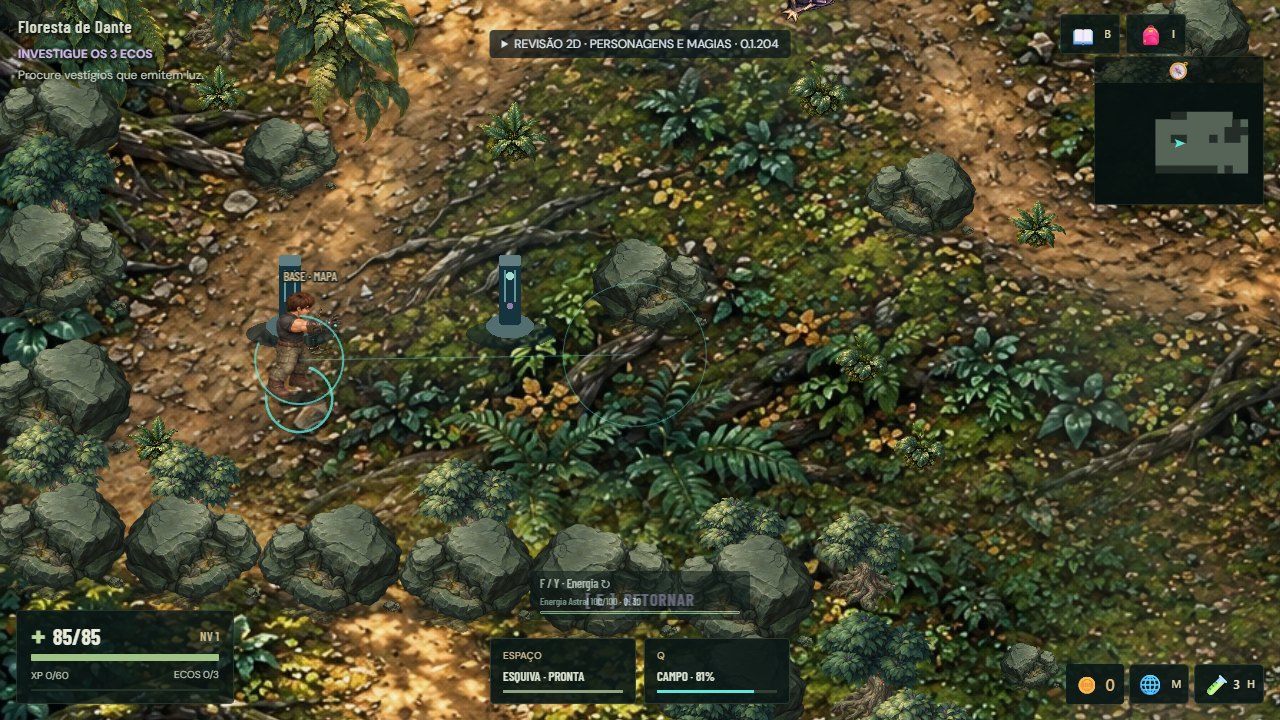 Floresta de Dante
INVESTIGUE OS 3 ECOS
Procure vestígios que emitem luz.
▶ REVISÃO 2D · PERSONAGENS E MAGIAS · 0.1.204
B
I
BASE · MAPA
F / Y · Energia ↻
Energia Astral 100/100 ·
[ E ] RETORNAR
85/85
NV 1
XP 0/60
ECOS 0/3
ESPAÇO
ESQUIVA · PRONTA
Q
CAMPO · 81%
0
M
3 H